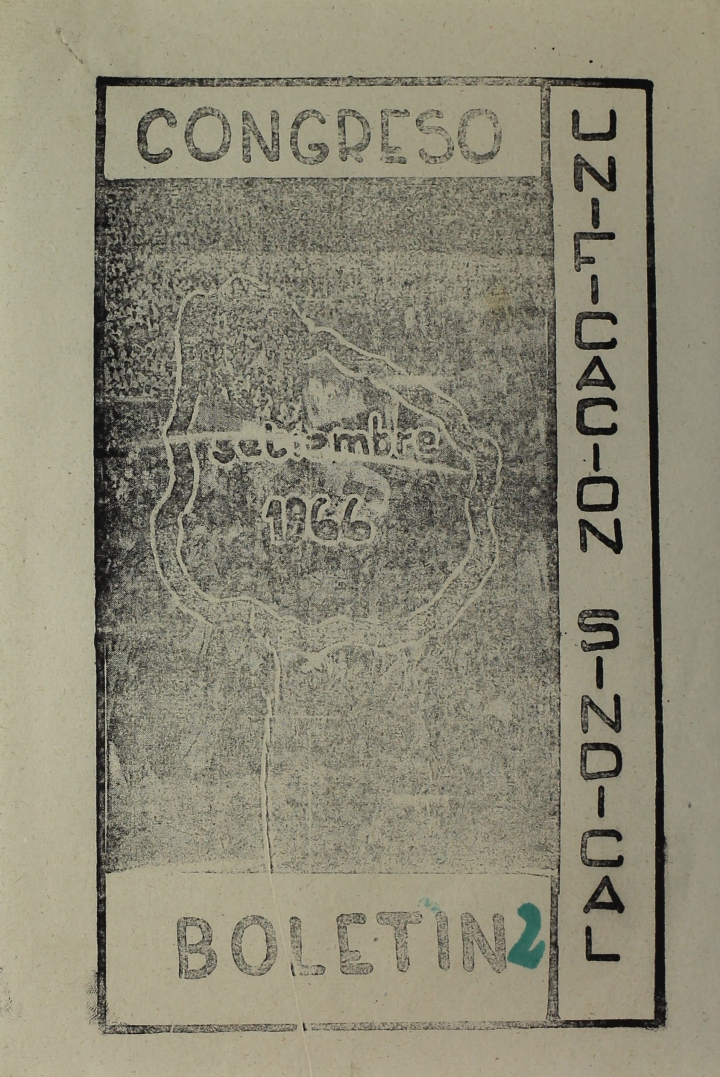 CONGRESO
UNIFICACION SINDICAL
setiembre
1966
BOLETIN 2